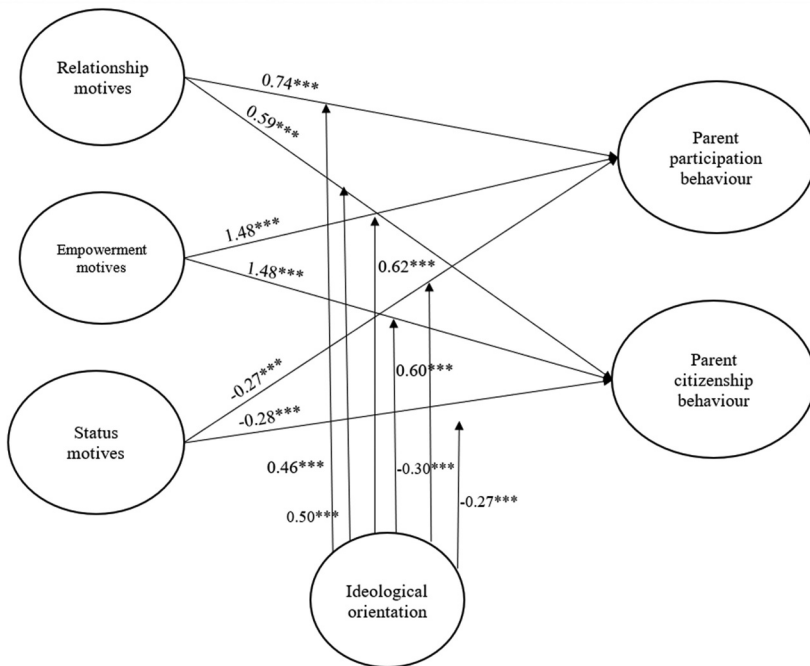 Relationship
motives
0.74***
0.59***
Parent
participation
behaviour
Empowerment
motives
1.48***
1.48***
0.62***
Parent
citizenship
behaviour
Status
motives
-0.27***
-0.28***
0.60***
0.46***
-0.30***
0.50***
-0.27***
Ideological
orientation